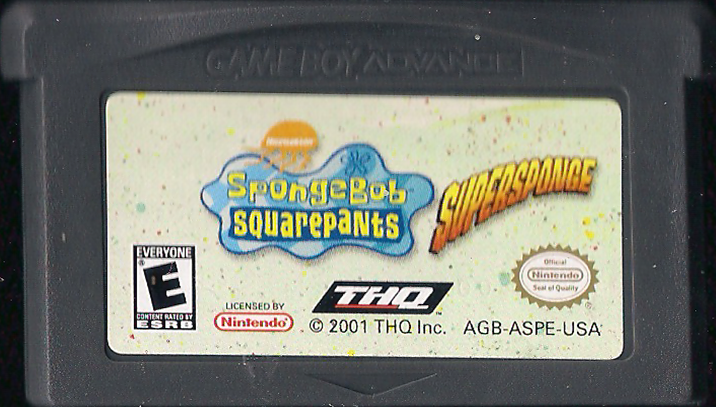 GAME BOY ADVANCE
Nickelodeon
SpongeBob
SQUAREPANTS
SUPERSPONGE
EVERYONE
E
CONTENT RATED BY
ESRB
LICENSED BY
Nintendo
THQ
© 2001 THQ Inc.
AGB-ASPE-USA
Official
Nintendo
Seal of Quality